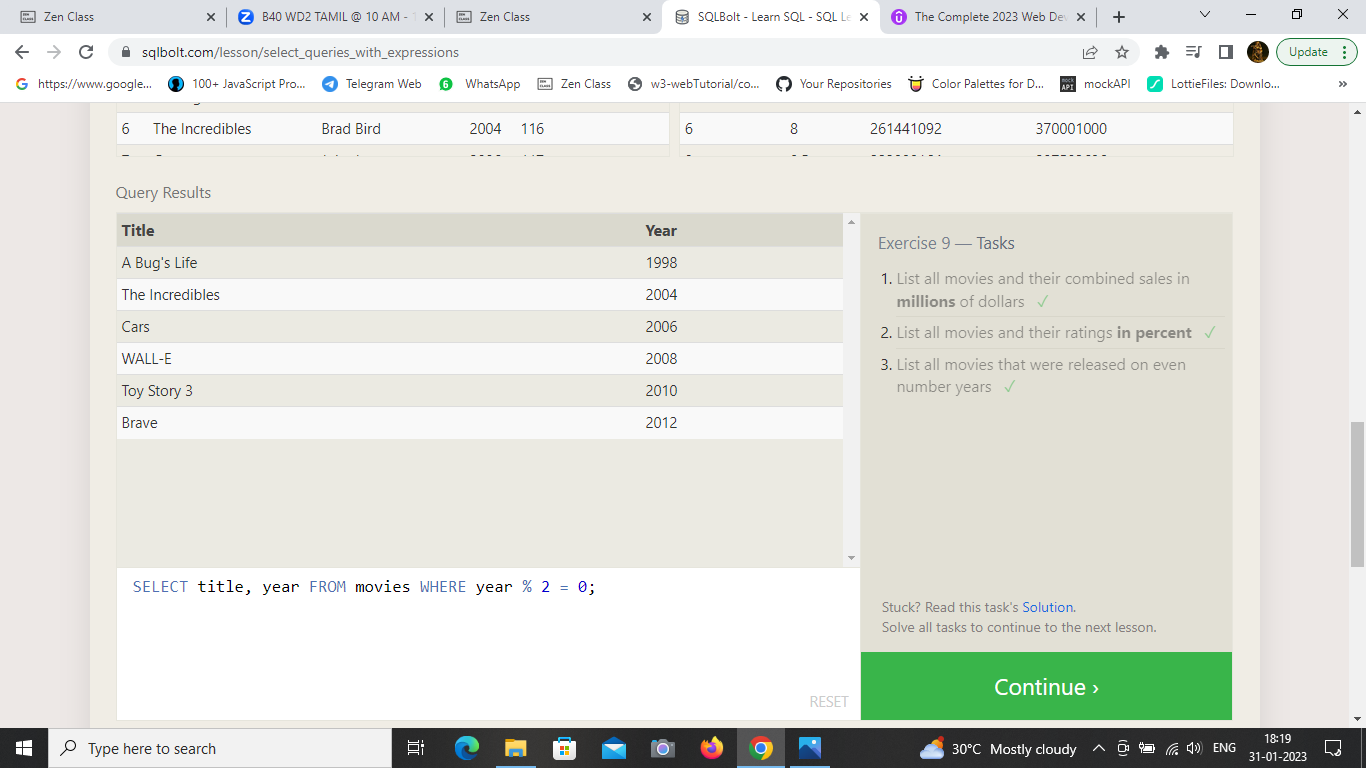 Zen Class
B40 WD2 TAMIL @ 10 AM -
Zen Class
SQLBolt - Learn SQL - SQL Le
The Complete 2023 Web Dev
sqlbolt.com/lesson/select_queries_with_expressions
Update
https://www.google...
100+ JavaScript Pro...
Telegram Web
WhatsApp
Zen Class
w3-webTutorial/co...
Your Repositories
Color Palettes for D...
mockAPI
LottieFiles: Downlo...
»
6 The Incredibles Brad Bird 2004 116
6 8 261441092 370001000
Query Results
Title Year
A Bug's Life 1998
The Incredibles 2004
Cars 2006
WALL-E 2008
Toy Story 3 2010
Brave 2012
SELECT title, year FROM movies WHERE year % 2 = 0;
RESET
Exercise 9 — Tasks
1. List all movies and their combined sales in
millions of dollars ✓
2. List all movies and their ratings in percent ✓
3. List all movies that were released on even
number years ✓
Stuck? Read this task's Solution.
Solve all tasks to continue to the next lesson.
Continue ›
Type here to search
30°C Mostly cloudy
ENG
18:19
31-01-2023